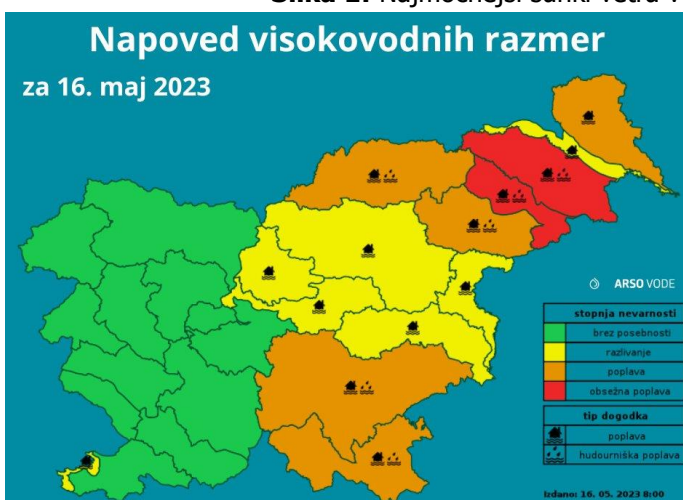 Napoved visokovodnih razmer
za 16. maj 2023
ARSO VODE
stopnja nevarnosti
brez posebnosti
razlivanje
poplava
obsežna poplava
tip dogodka
poplava
hudourniška poplava
Izdano: 16. 05. 2023 8:00